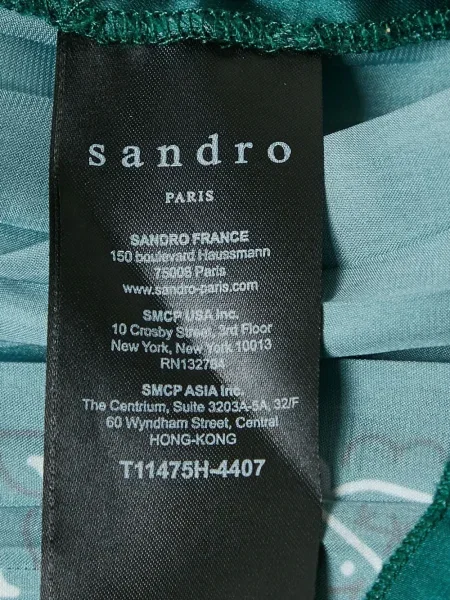 sandro
PARIS
SANDRO FRANCE
150 boulevard Haussmann
75008 Paris
www.sandro-paris.com
SMCP USA Inc.
10 Crosby Street, 3rd Floor
New York, New York 10013
RN132784
SMCP ASIA Inc.
The Centrium, Suite 3203A-5A, 32/F
60 Wyndham Street, Central
HONG-KONG
T11475H-4407